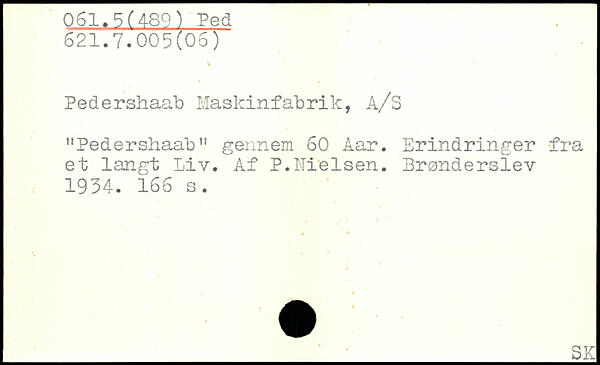 061.5(489) Ped
621.7.005(06)
Pedershaab Maskinfabrik, A/S
"Pedershaab" gennem 60 Aar. Erindringer fra
et langt Liv. Af P.Nielsen. Brønderslev
1934. 166 s.
SK